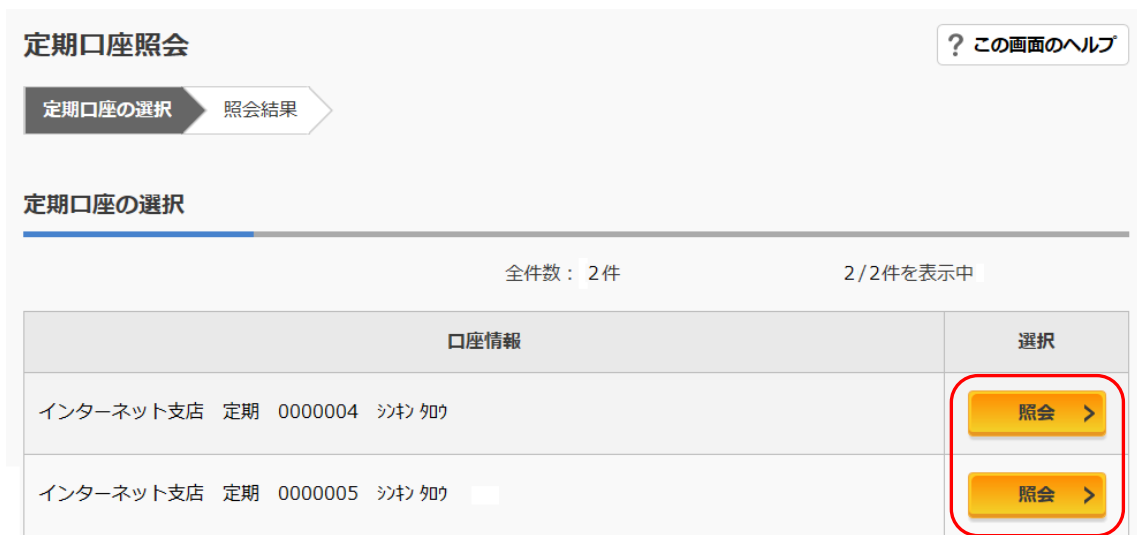 定期口座照会
? この画面のヘルプ
定期口座の選択 照会結果
定期口座の選択
全件数： 2件 2/2件を表示中
口座情報 選択
インターネット支店 定期 0000004 ｼﾝｷﾝ ﾀﾛｳ 照会
インターネット支店 定期 0000005 ｼﾝｷﾝ ﾀﾛｳ 照会